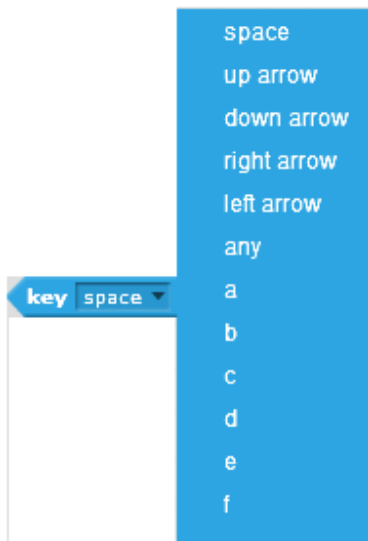 space
up arrow
down arrow
right arrow
left arrow
any
key space
a
b
c
d
e
f